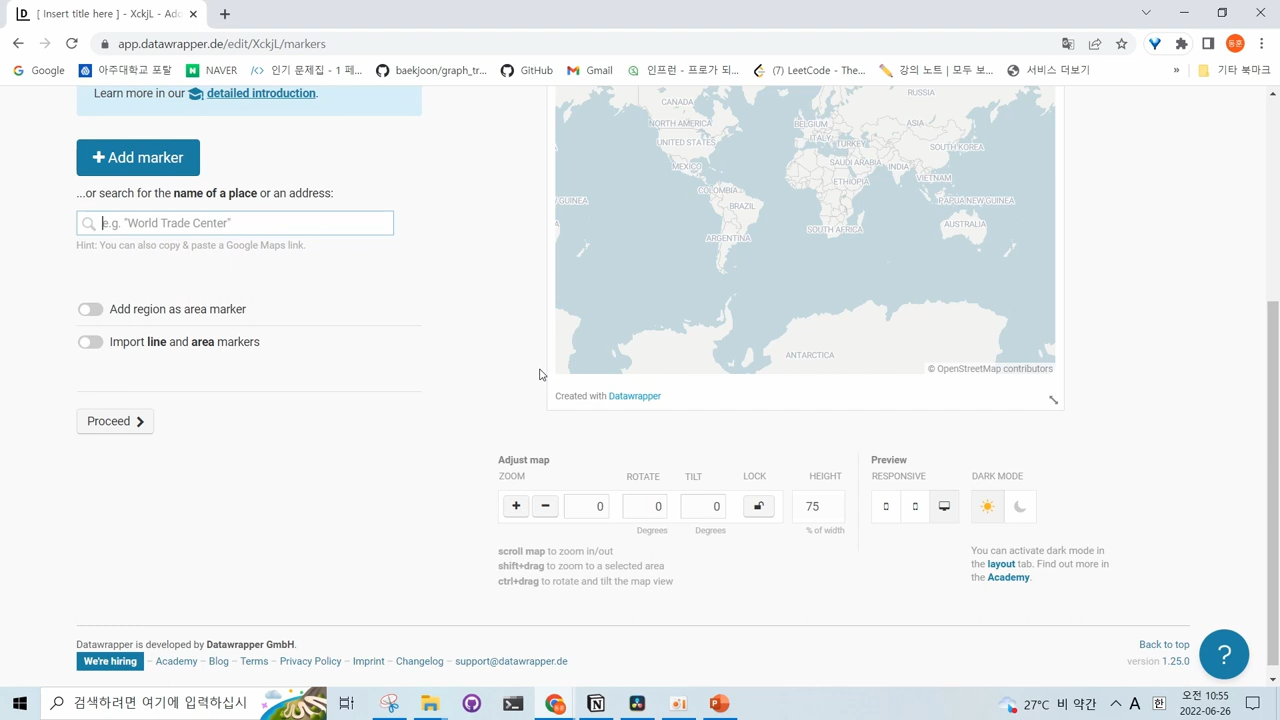 [ Insert title here ] - XckjL - Ad
app.datawrapper.de/edit/XckjL/markers
동훈
Google
아주대학교 포탈
NAVER
인기 문제집 - 1 페...
baekjoon/graph_tr...
GitHub
Gmail
인프런 - 프로가 되...
(7) LeetCode - The...
강의 노트 | 모두 보...
서비스 더보기
»
기타 북마크
Learn more in our detailed introduction.
+ Add marker
...or search for the name of a place or an address:
e.g. "World Trade Center"
Hint: You can also copy & paste a Google Maps link.
Add region as area marker
Import line and area markers
Proceed
RUSSIA
CANADA
NORTH AMERICA
BELGIUM
ASIA
ITALY
TURKEY
UNITED STATES
SOUTH KOREA
MEXICO
SAUDI ARABIA
INDIA
VIETNAM
ETHIOPIA
COLOMBIA
GUINEA
BRAZIL
PAPUA NEW GUINEA
AUSTRALIA
SOUTH AFRICA
ARGENTINA
ANTARCTICA
© OpenStreetMap contributors
Created with Datawrapper
Adjust map
ZOOM ROTATE TILT LOCK HEIGHT
+ - 0 0 0 75
Degrees Degrees % of width
scroll map to zoom in/out
shift+drag to zoom to a selected area
ctrl+drag to rotate and tilt the map view
Preview
RESPONSIVE DARK MODE
You can activate dark mode in
the layout tab. Find out more in
the Academy.
Datawrapper is developed by Datawrapper GmbH.
We're hiring – Academy – Blog – Terms – Privacy Policy – Imprint – Changelog – support@datawrapper.de
Back to top
version 1.25.0
?
검색하려면 여기에 입력하십시
27°C 비 약간
A
한
오전 10:55
2022-06-26